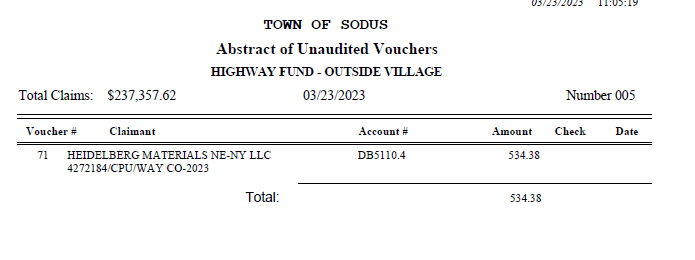 03/23/2023 11:05:19
TOWN OF SODUS
Abstract of Unaudited Vouchers
HIGHWAY FUND - OUTSIDE VILLAGE
Total Claims: $237,357.62 03/23/2023 Number 005
Voucher # Claimant Account # Amount Check Date
71 HEIDELBERG MATERIALS NE-NY LLC DB5110.4 534.38
4272184/CPU/WAY CO-2023
Total: 534.38